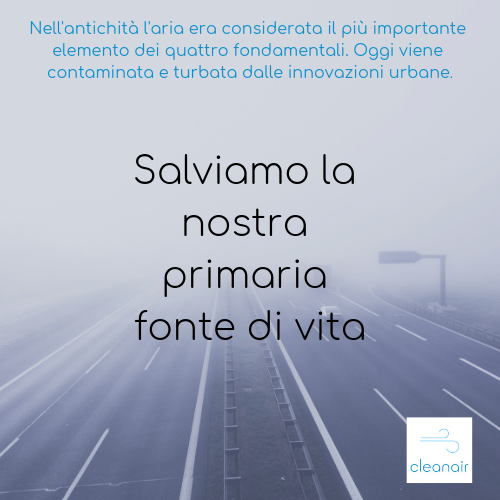 Nell'antichità l'aria era considerata il più importante
elemento dei quattro fondamentali. Oggi viene
contaminata e turbata dalle innovazioni urbane.
Salviamo la
nostra
primaria
fonte di vita
cleanair